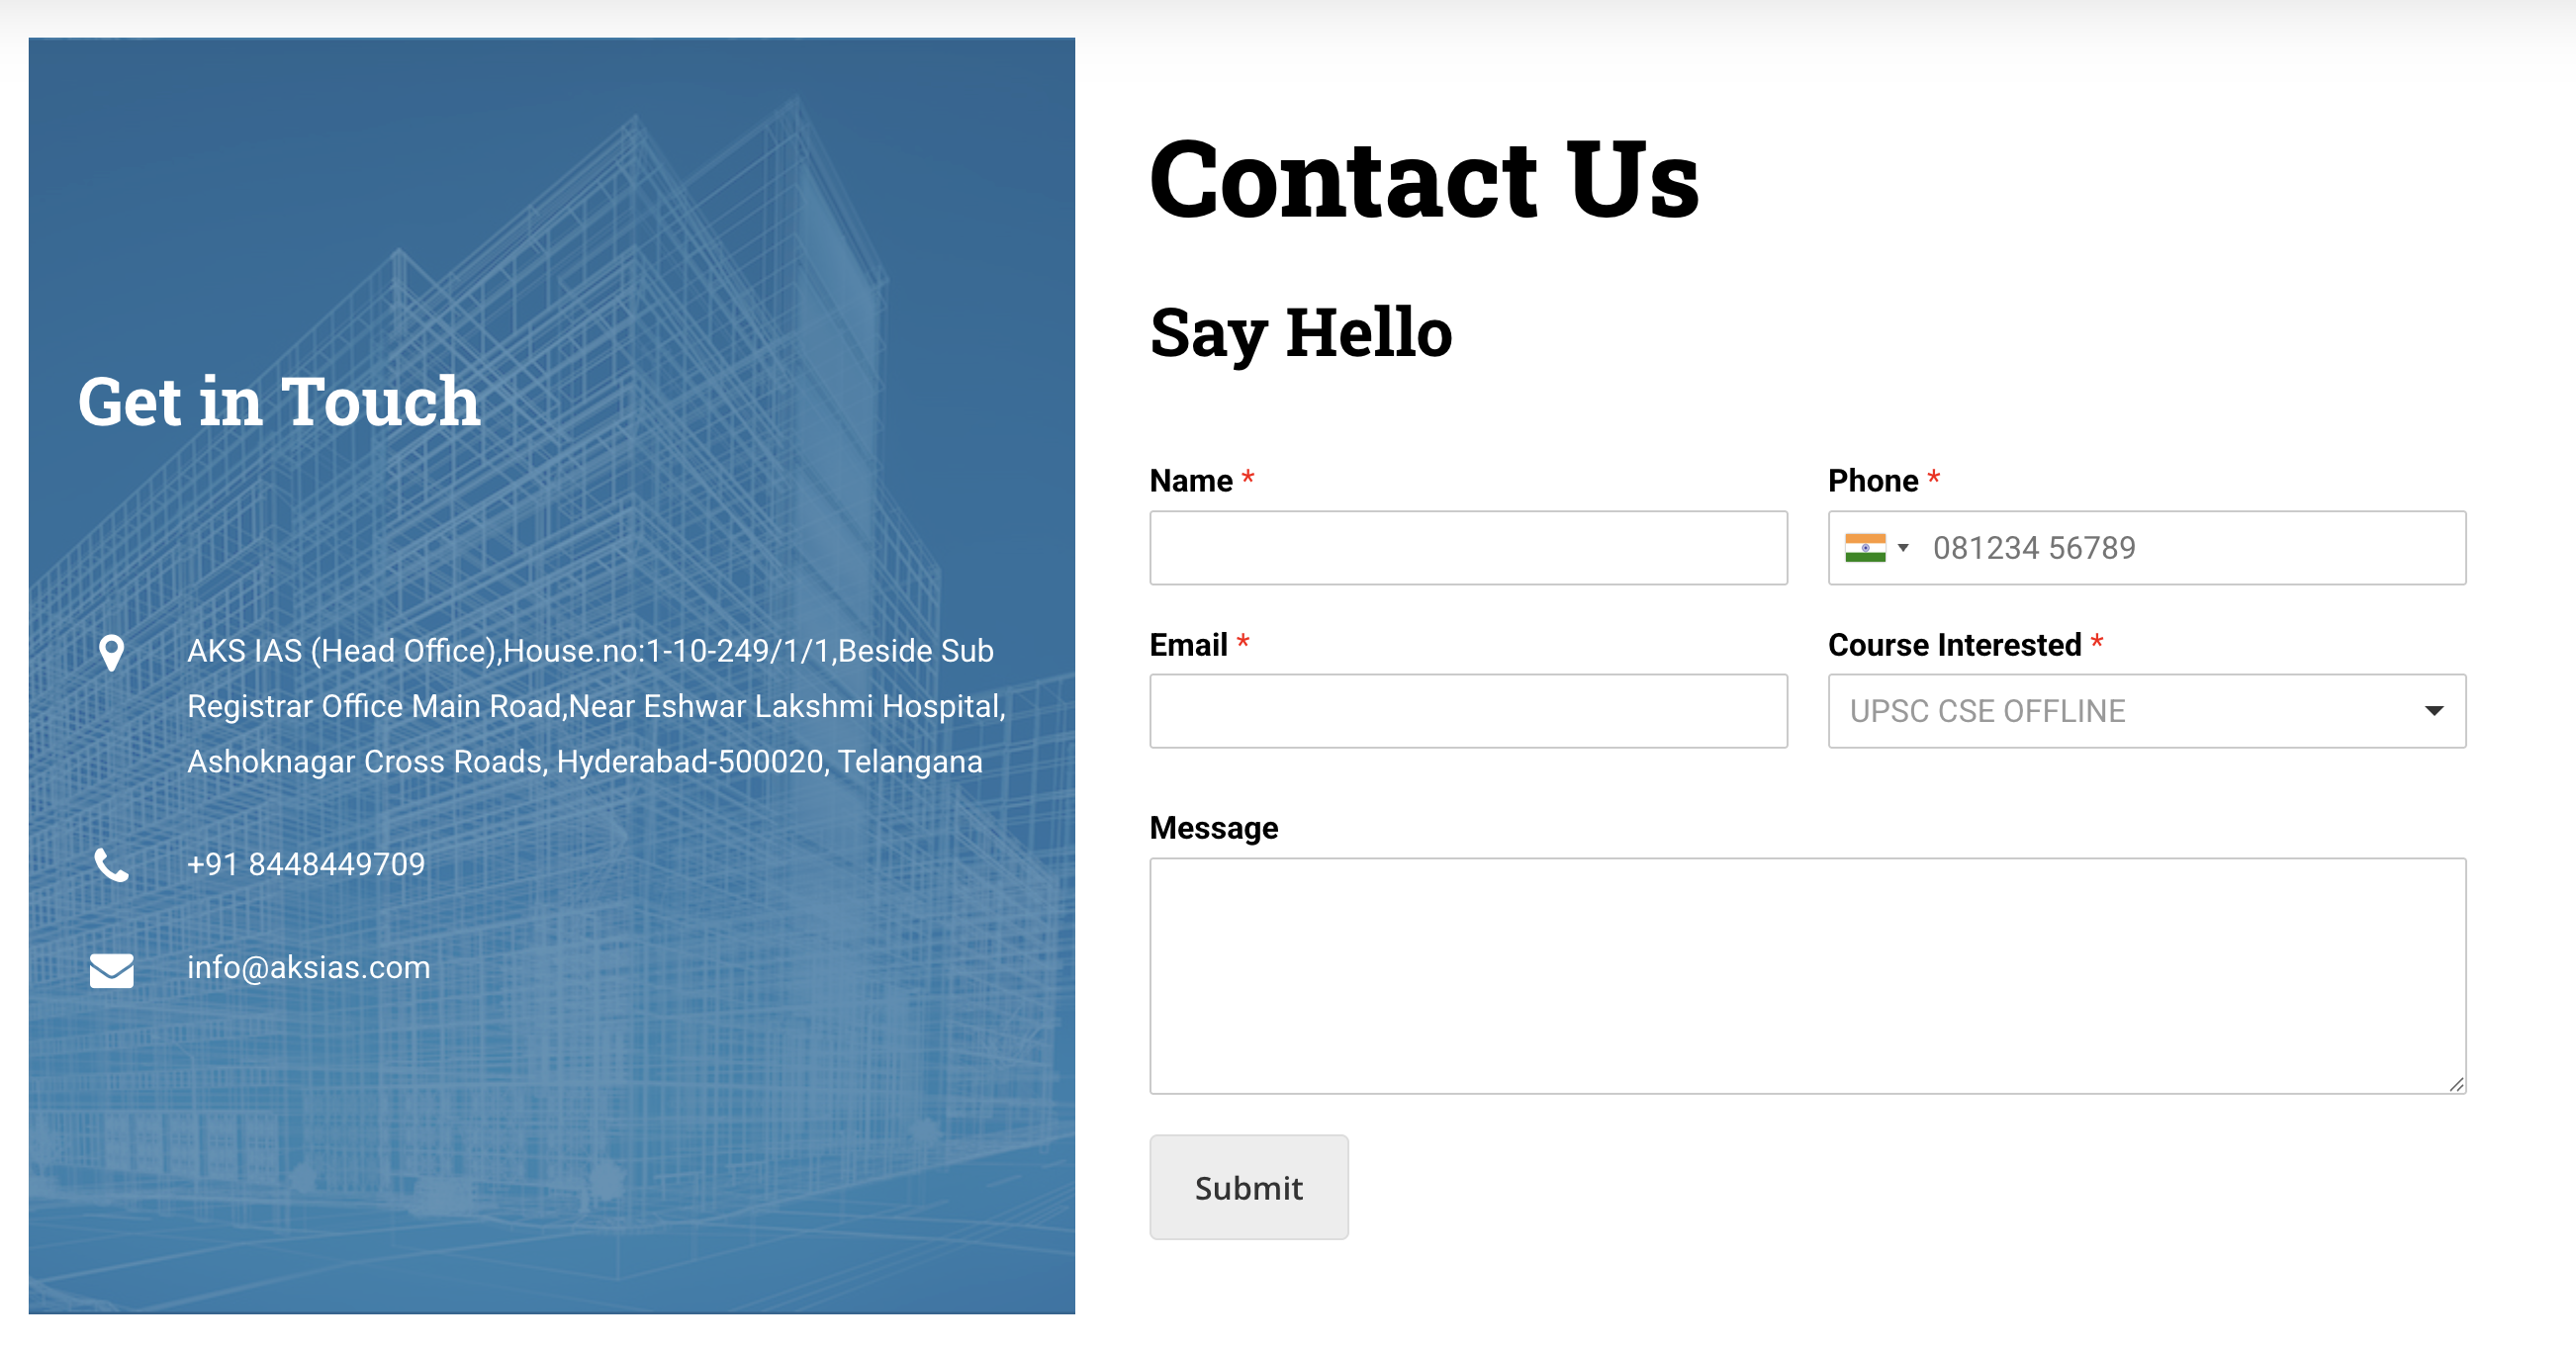 Get in Touch
AKS IAS (Head Office),House.no:1-10-249/1/1,Beside Sub
Registrar Office Main Road,Near Eshwar Lakshmi Hospital,
Ashoknagar Cross Roads, Hyderabad-500020, Telangana
+91 8448449709
info@aksias.com
Contact Us
Say Hello
Name *
Phone *
081234 56789
Email *
Course Interested *
UPSC CSE OFFLINE
Message
Submit